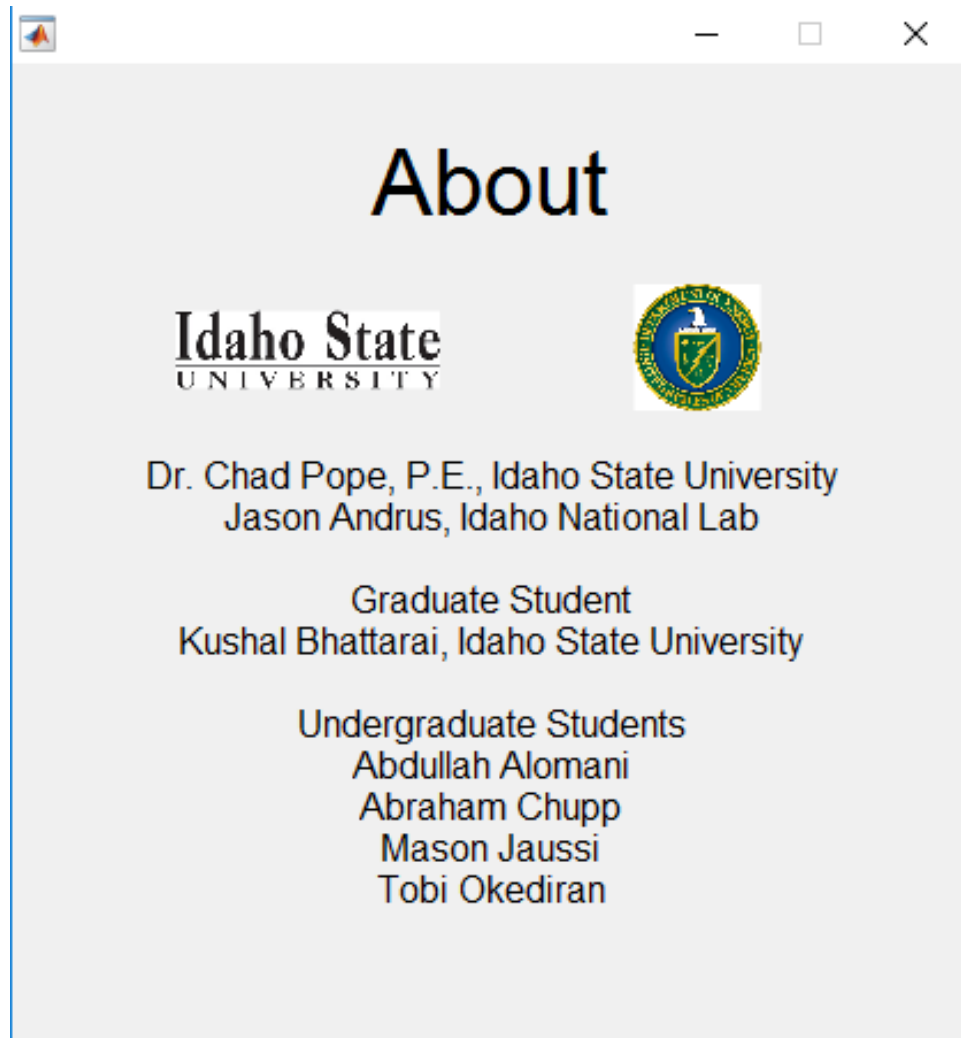 About
Idaho State
UNIVERSITY
Dr. Chad Pope, P.E., Idaho State University
Jason Andrus, Idaho National Lab
Graduate Student
Kushal Bhattarai, Idaho State University
Undergraduate Students
Abdullah Alomani
Abraham Chupp
Mason Jaussi
Tobi Okediran